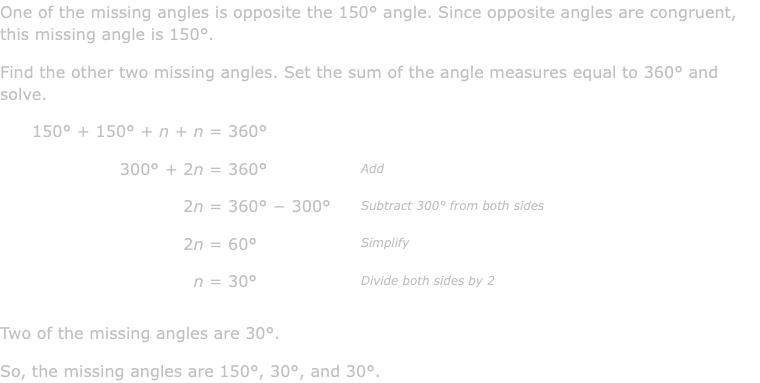 One of the missing angles is opposite the 150° angle. Since opposite angles are congruent,
this missing angle is 150°.
Find the other two missing angles. Set the sum of the angle measures equal to 360° and
solve.
150° + 150° + n + n = 360°
300° + 2n = 360° Add
2n = 360° − 300° Subtract 300° from both sides
2n = 60° Simplify
n = 30° Divide both sides by 2
Two of the missing angles are 30°.
So, the missing angles are 150°, 30°, and 30°.